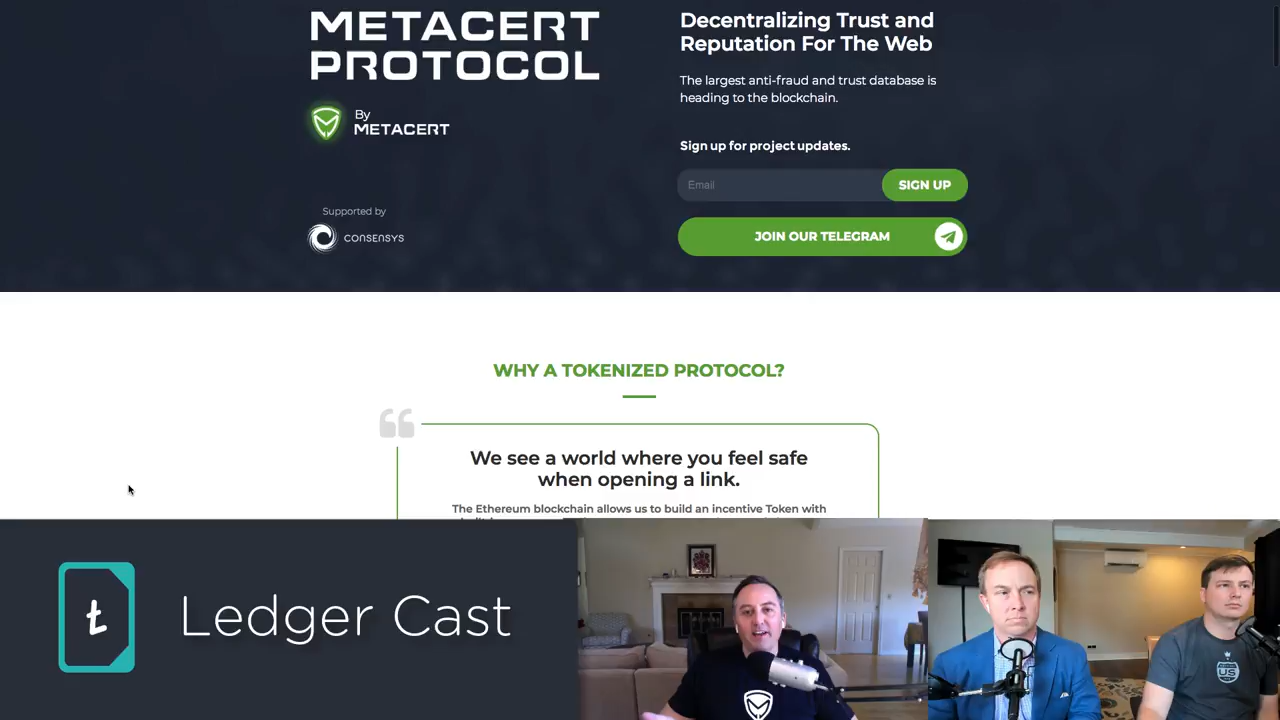 METACERT
PROTOCOL
By
METACERT
Supported by
CONSENSYS
Decentralizing Trust and
Reputation For The Web
The largest anti-fraud and trust database is
heading to the blockchain.
Sign up for project updates.
Email
SIGN UP
JOIN OUR TELEGRAM
WHY A TOKENIZED PROTOCOL?
We see a world where you feel safe
when opening a link.
The Ethereum blockchain allows us to build an incentive Token with
Ledger Cast
US